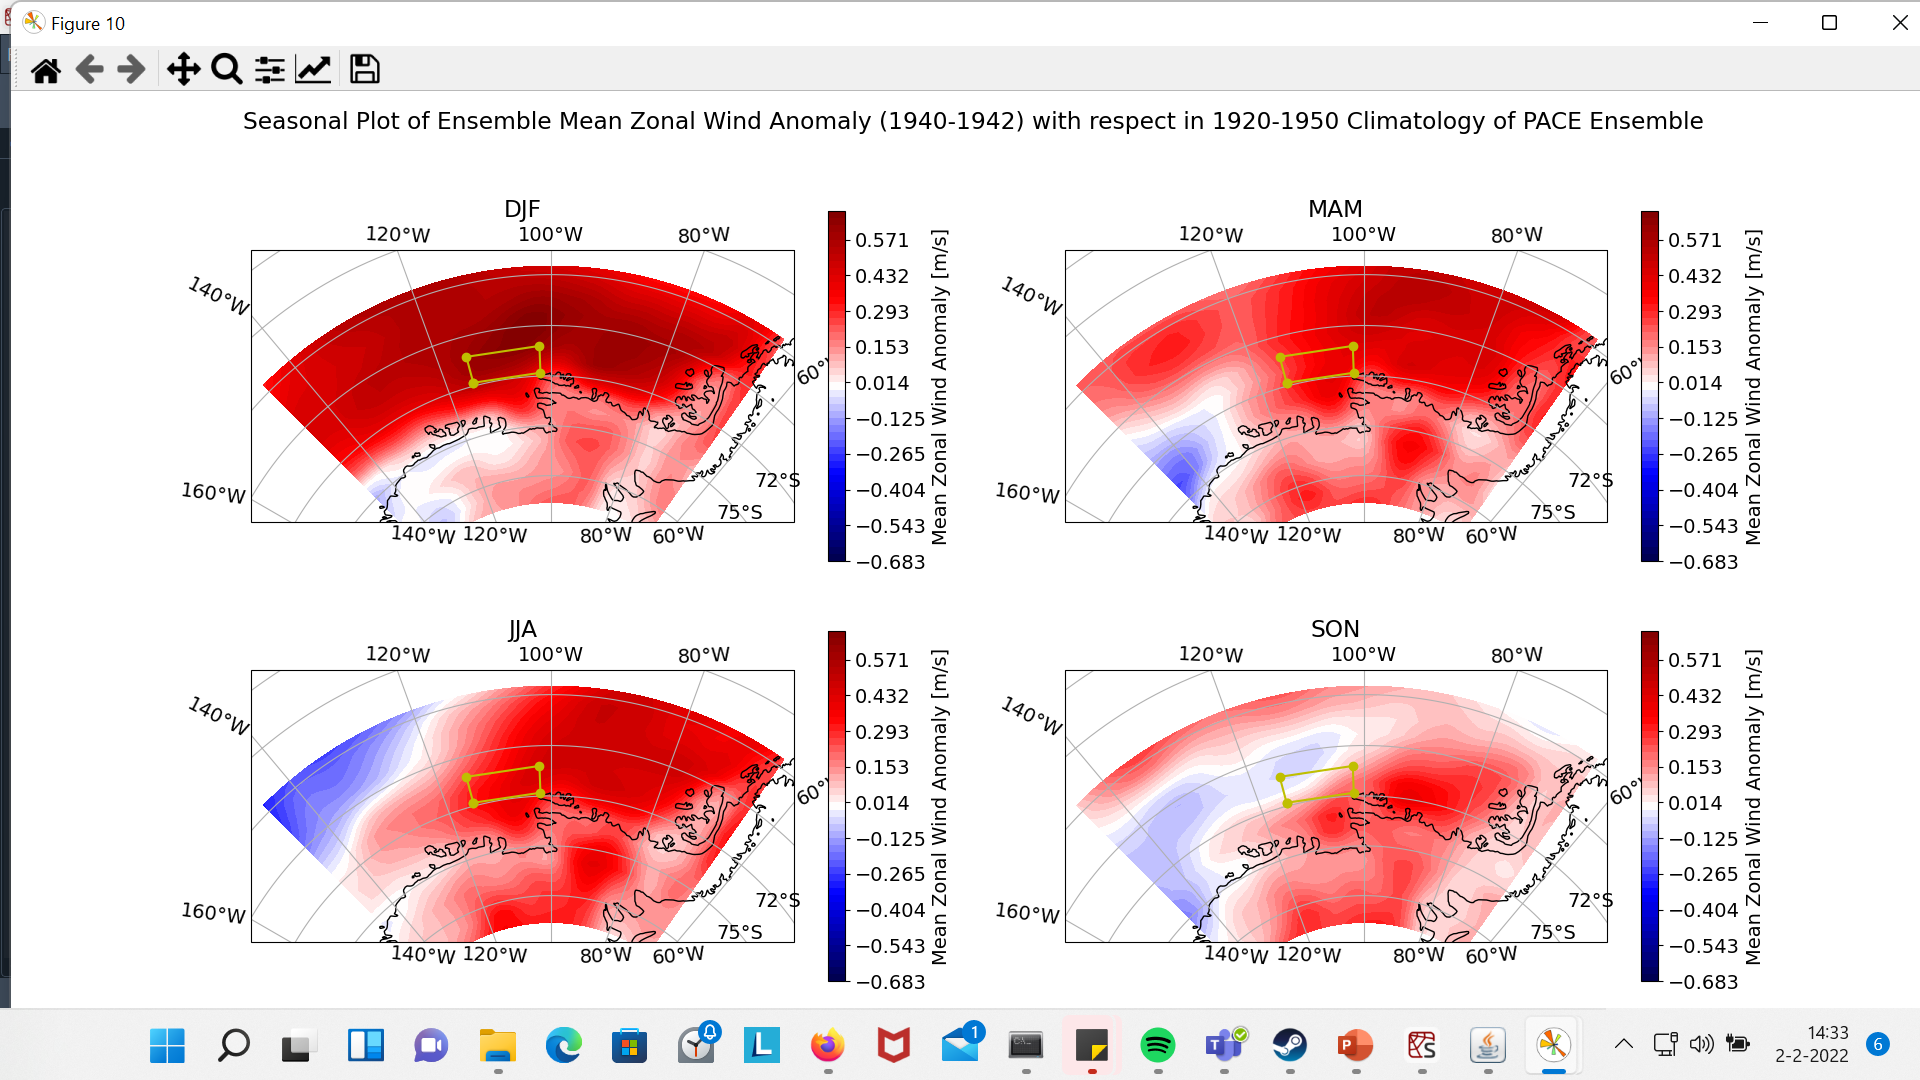 Figure 10
Seasonal Plot of Ensemble Mean Zonal Wind Anomaly (1940-1942) with respect in 1920-1950 Climatology of PACE Ensemble
DJF
120°W 100°W 80°W
140°W
160°W
60°
72°S
75°S
140°W 120°W 80°W 60°W
0.571
0.432
0.293
0.153
0.014
−0.125
−0.265
−0.404
−0.543
−0.683
Mean Zonal Wind Anomaly [m/s]
MAM
120°W 100°W 80°W
140°W
160°W
60°
72°S
75°S
140°W 120°W 80°W 60°W
0.571
0.432
0.293
0.153
0.014
−0.125
−0.265
−0.404
−0.543
−0.683
Mean Zonal Wind Anomaly [m/s]
JJA
120°W 100°W 80°W
140°W
160°W
60°
72°S
75°S
140°W 120°W 80°W 60°W
0.571
0.432
0.293
0.153
0.014
−0.125
−0.265
−0.404
−0.543
−0.683
Mean Zonal Wind Anomaly [m/s]
SON
120°W 100°W 80°W
140°W
160°W
60°
72°S
75°S
140°W 120°W 80°W 60°W
0.571
0.432
0.293
0.153
0.014
−0.125
−0.265
−0.404
−0.543
−0.683
Mean Zonal Wind Anomaly [m/s]
L
1
14:33
2-2-2022
6